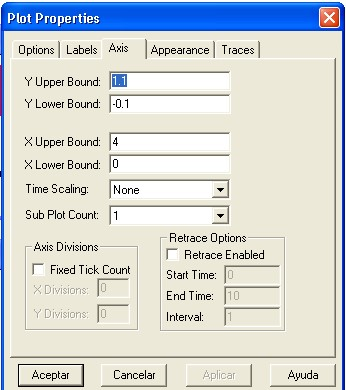 Plot Properties
Options Labels Axis Appearance Traces
Y Upper Bound: 1.1
Y Lower Bound: -0.1
X Upper Bound: 4
X Lower Bound: 0
Time Scaling: None
Sub Plot Count: 1
Axis Divisions
Fixed Tick Count
X Divisions: 0
Y Divisions: 0
Retrace Options
Retrace Enabled
Start Time: 0
End Time: 10
Interval: 1
Aceptar Cancelar Aplicar Ayuda